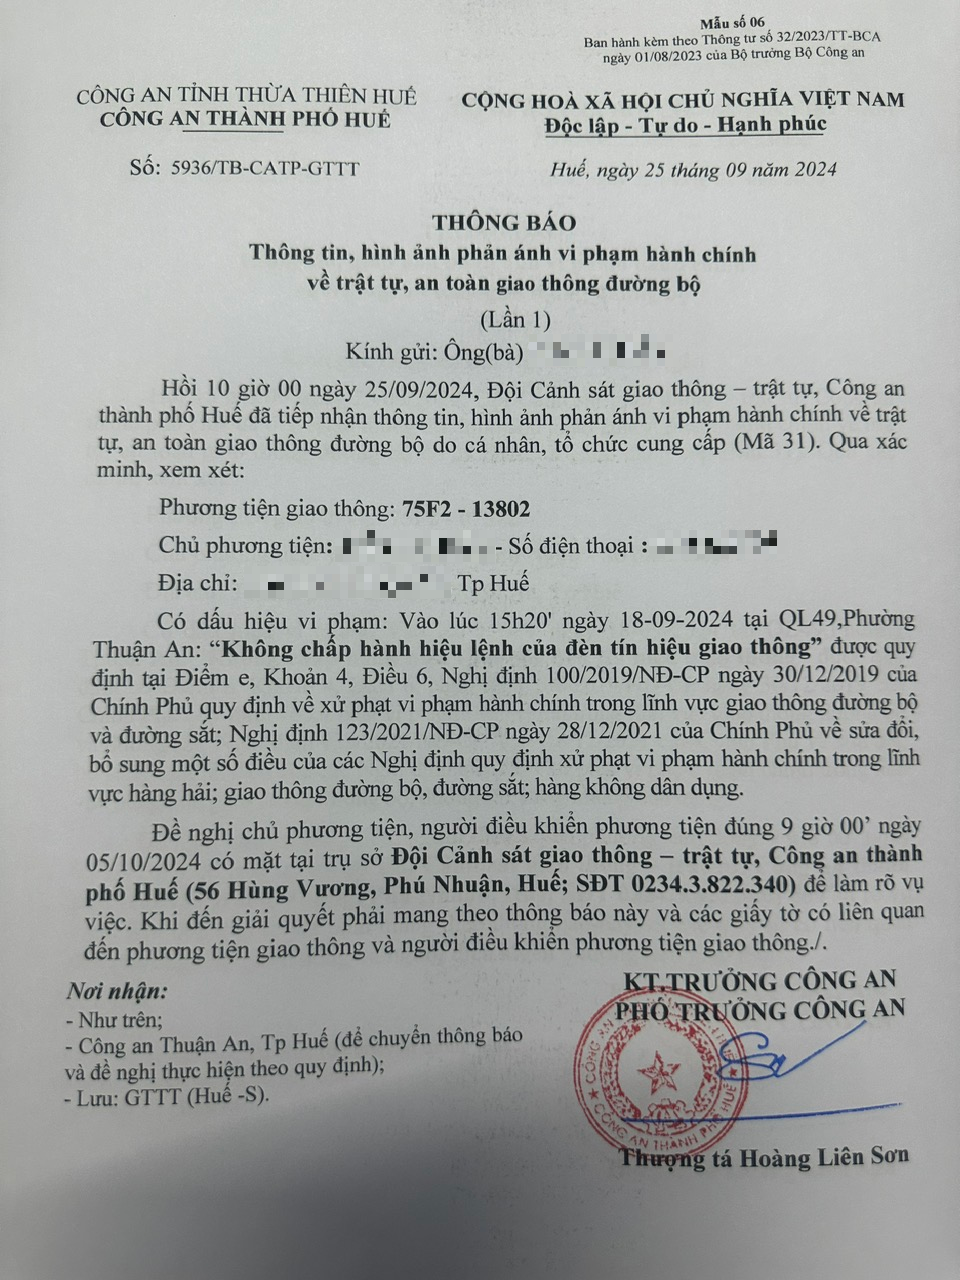 Mẫu số 06
Ban hành kèm theo Thông tư số 32/2023/TT-BCA
ngày 01/08/2023 của Bộ trưởng Bộ Công an
CÔNG AN TỈNH THỪA THIÊN HUẾ
CÔNG AN THÀNH PHỐ HUẾ
CỘNG HOÀ XÃ HỘI CHỦ NGHĨA VIỆT NAM
Độc lập - Tự do - Hạnh phúc
Số: 5936/TB-CATP-GTTT
Huế, ngày 25 tháng 09 năm 2024
THÔNG BÁO
Thông tin, hình ảnh phản ánh vi phạm hành chính
về trật tự, an toàn giao thông đường bộ
(Lần 1)
Kính gửi: Ông(bà)
Hồi 10 giờ 00 ngày 25/09/2024, Đội Cảnh sát giao thông – trật tự, Công an
thành phố Huế đã tiếp nhận thông tin, hình ảnh phản ánh vi phạm hành chính về trật
tự, an toàn giao thông đường bộ do cá nhân, tổ chức cung cấp (Mã 31). Qua xác
minh, xem xét:
Phương tiện giao thông: 75F2 - 13802
Chủ phương tiện: - Số điện thoại :
Địa chỉ: Tp Huế
Có dấu hiệu vi phạm: Vào lúc 15h20' ngày 18-09-2024 tại QL49,Phường
Thuận An: “Không chấp hành hiệu lệnh của đèn tín hiệu giao thông” được quy
định tại Điểm e, Khoản 4, Điều 6, Nghị định 100/2019/NĐ-CP ngày 30/12/2019 của
Chính Phủ quy định về xử phạt vi phạm hành chính trong lĩnh vực giao thông đường bộ
và đường sắt; Nghị định 123/2021/NĐ-CP ngày 28/12/2021 của Chính Phủ về sửa đổi,
bổ sung một số điều của các Nghị định quy định xử phạt vi phạm hành chính trong lĩnh
vực hàng hải; giao thông đường bộ, đường sắt; hàng không dân dụng.
Đề nghị chủ phương tiện, người điều khiển phương tiện đúng 9 giờ 00’ ngày
05/10/2024 có mặt tại trụ sở Đội Cảnh sát giao thông – trật tự, Công an thành
phố Huế (56 Hùng Vương, Phú Nhuận, Huế; SĐT 0234.3.822.340) để làm rõ vụ
việc. Khi đến giải quyết phải mang theo thông báo này và các giấy tờ có liên quan
đến phương tiện giao thông và người điều khiển phương tiện giao thông./.
Nơi nhận:
- Như trên;
- Công an Thuận An, Tp Huế (để chuyển thông báo
và đề nghị thực hiện theo quy định);
- Lưu: GTTT (Huế -S).
KT.TRƯỞNG CÔNG AN
PHÓ TRƯỞNG CÔNG AN
CÔNG AN THÀNH PHỐ HUẾ
Thượng tá Hoàng Liên Sơn